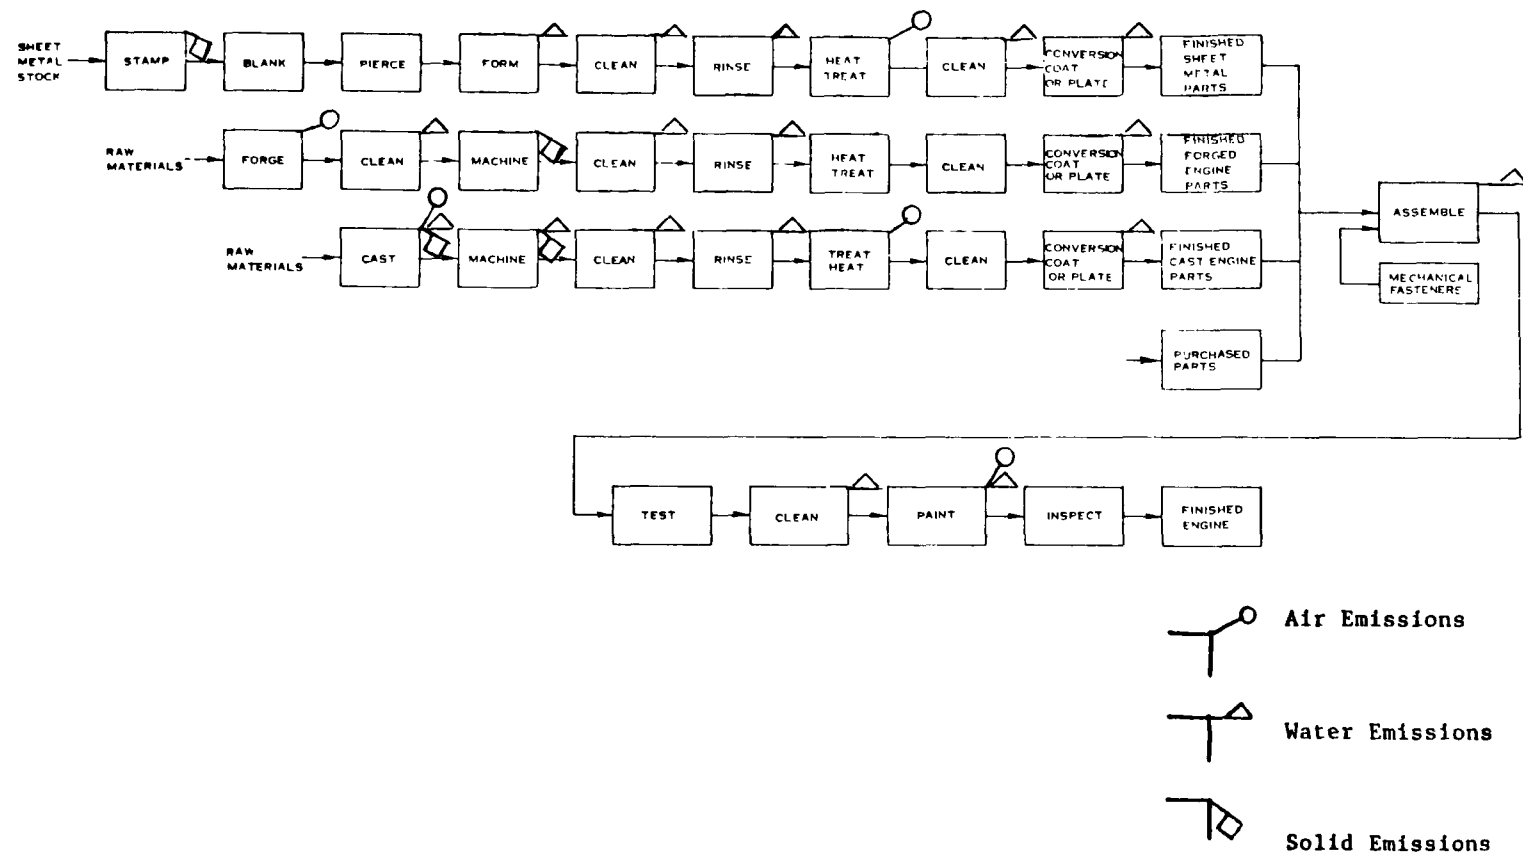 SHEET
METAL
STOCK
STAMP
BLANK
PIERCE
FORM
CLEAN
RINSE
HEAT
TREAT
CLEAN
CONVERSION
COAT
OR PLATE
FINISHED
SHEET
METAL
PARTS
RAW
MATERIALS
FORGE
CLEAN
MACHINE
CLEAN
RINSE
HEAT
TREAT
CLEAN
CONVERSION
COAT
OR PLATE
FINISHED
FORGED
ENGINE
PARTS
RAW
MATERIALS
CAST
MACHINE
CLEAN
RINSE
TREAT
HEAT
CLEAN
CONVERSION
COAT
OR PLATE
FINISHED
CAST ENGINE
PARTS
ASSEMBLE
MECHANICAL
FASTENERS
PURCHASED
PARTS
TEST
CLEAN
PAINT
INSPECT
FINISHED
ENGINE
Air Emissions
Water Emissions
Solid Emissions